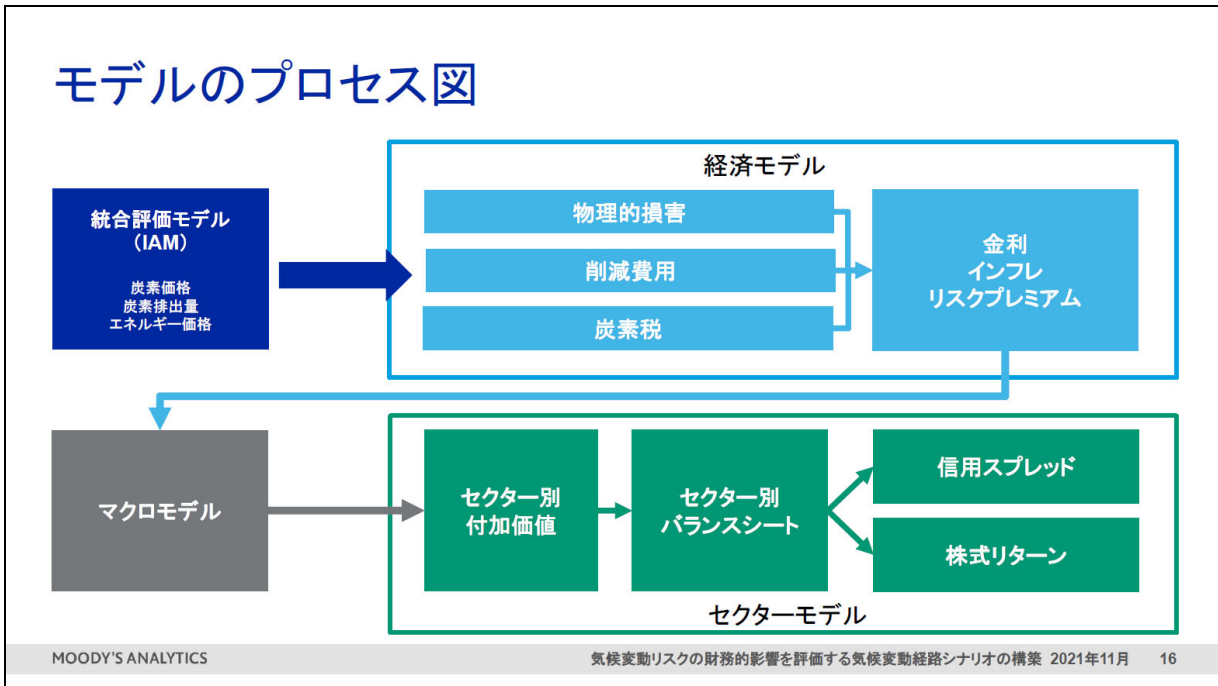 モデルのプロセス図
経済モデル
統合評価モデル
（IAM）
炭素価格
炭素排出量
エネルギー価格
物理的損害
削減費用
炭素税
金利
インフレ
リスクプレミアム
マクロモデル
セクター別
付加価値
セクター別
バランスシート
信用スプレッド
株式リターン
セクターモデル
MOODY'S ANALYTICS
気候変動リスクの財務的影響を評価する気候変動経路シナリオの構築 2021年11月 16